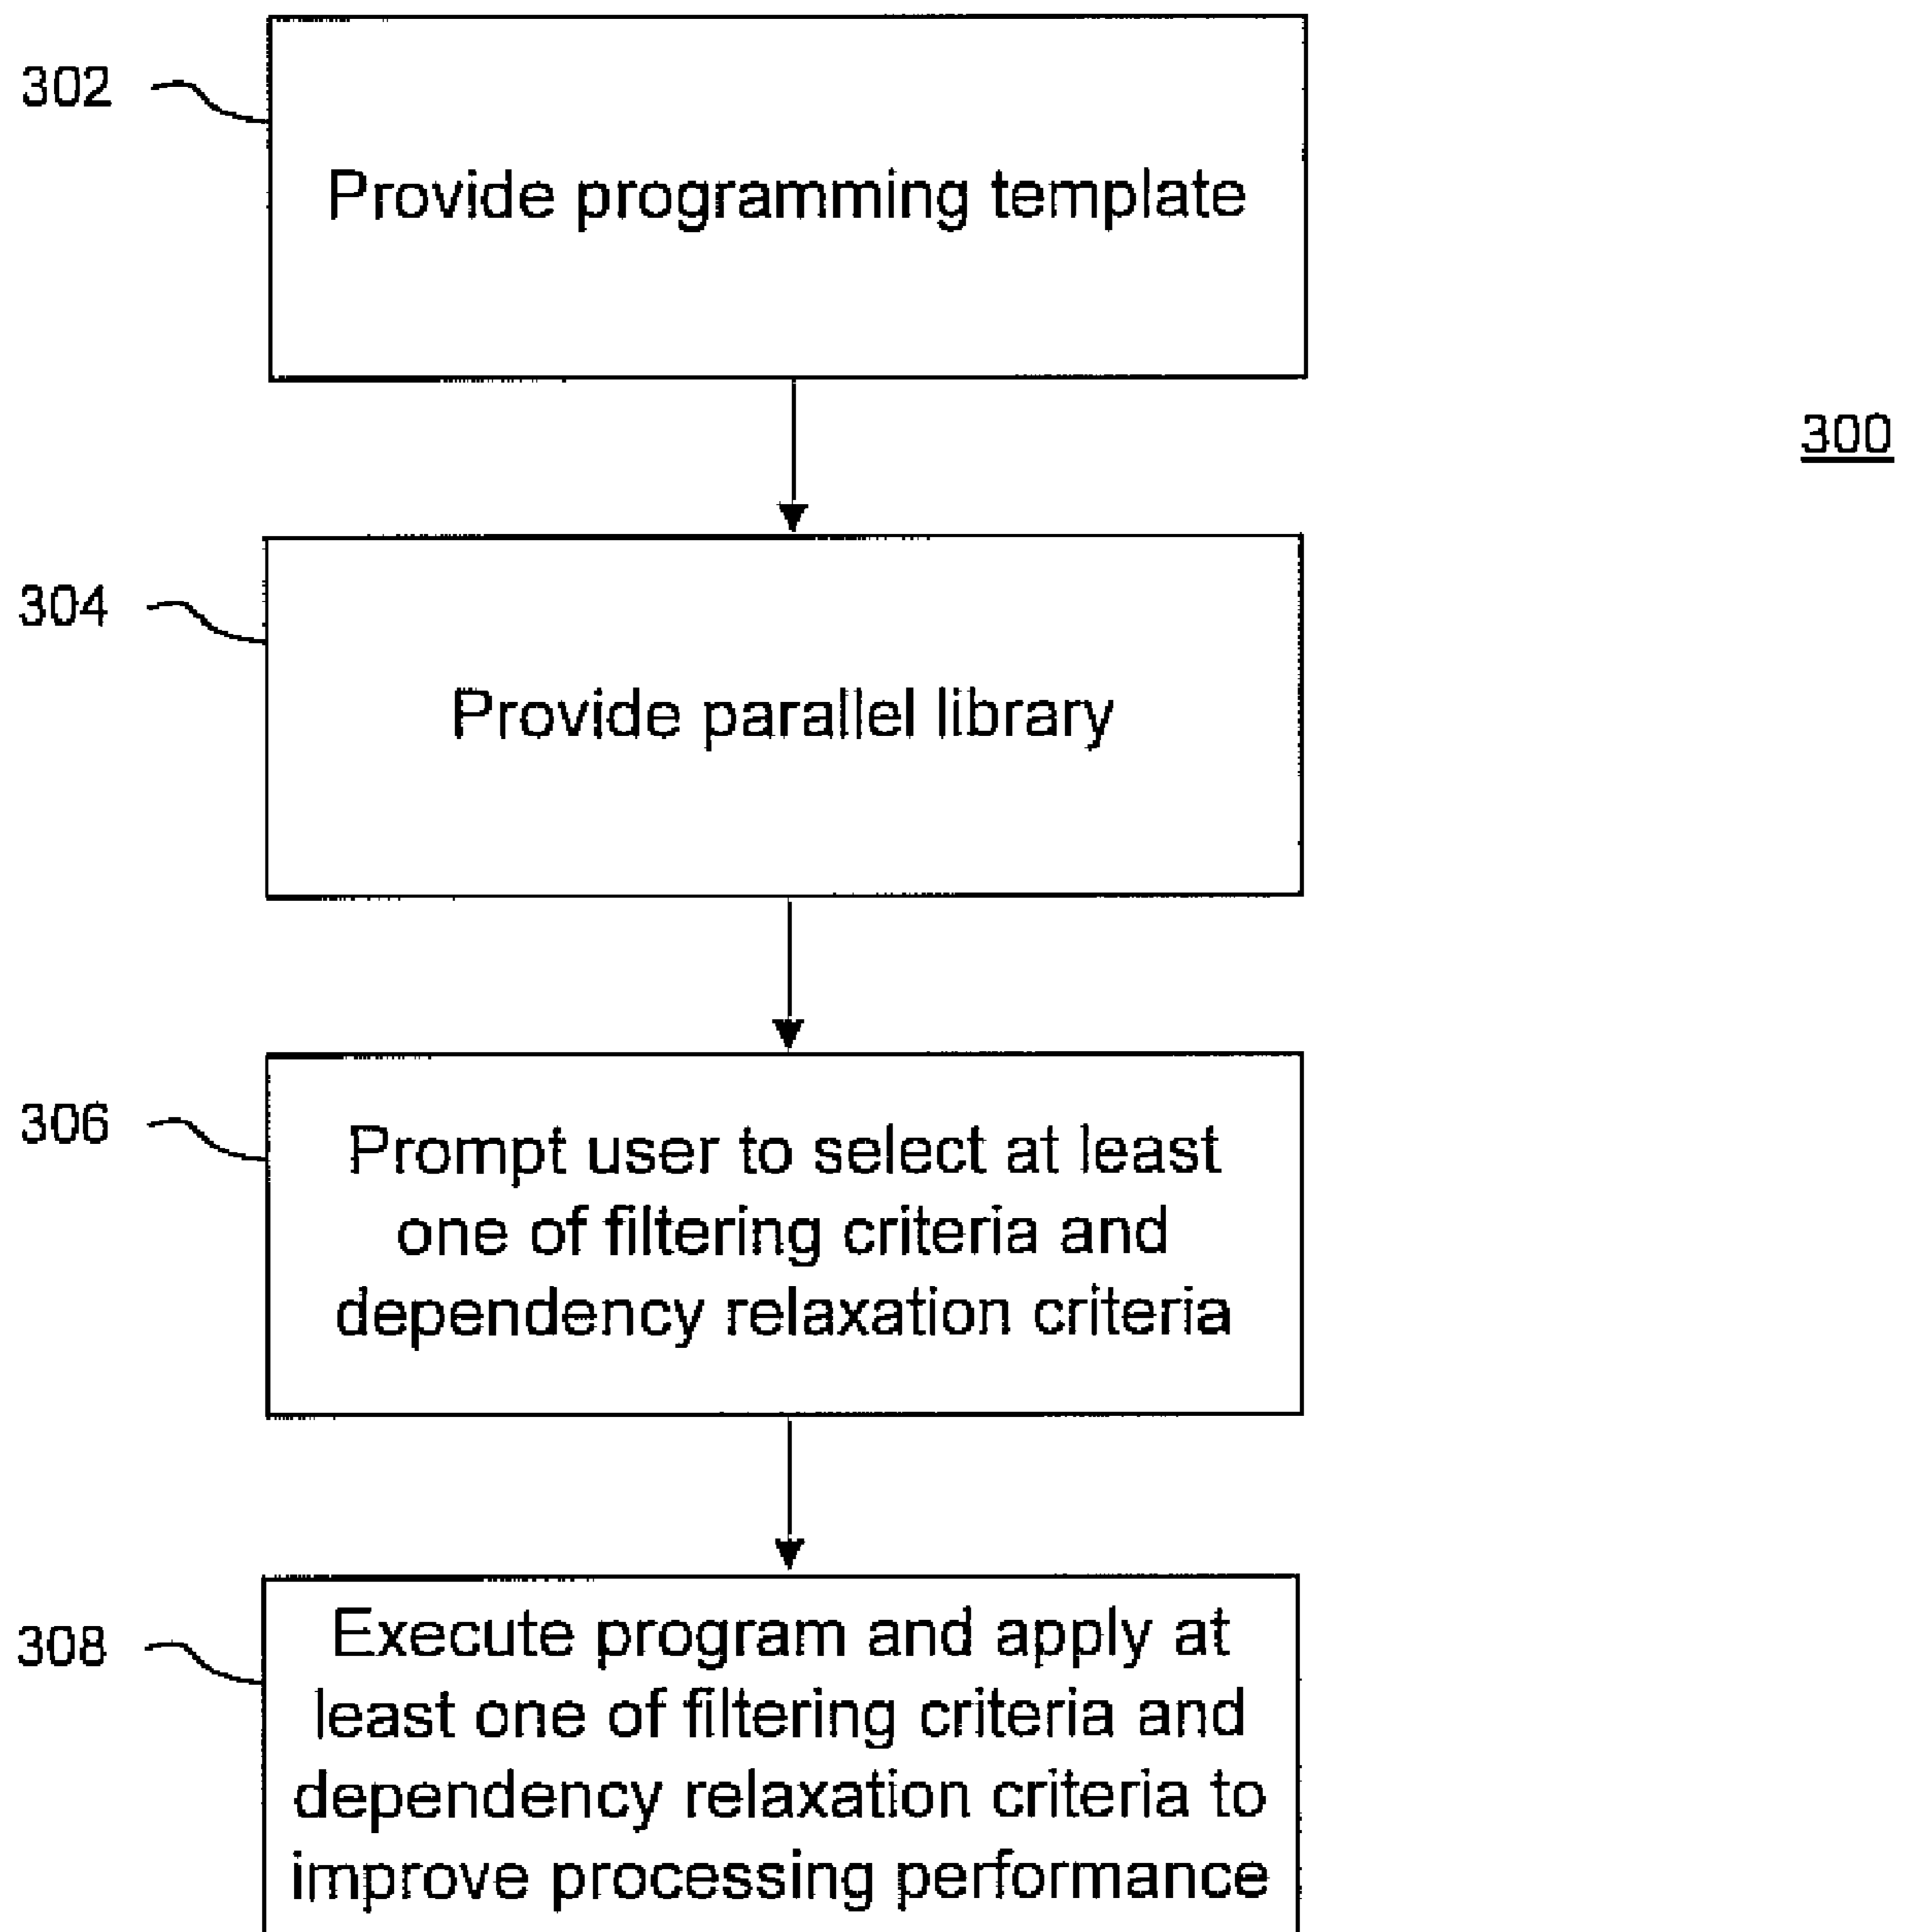 302
Provide programming template
300
304
Provide parallel library
306
Prompt user to select at least
one of filtering criteria and
dependency relaxation criteria
308
Execute program and apply at
least one of filtering criteria and
dependency relaxation criteria to
improve processing performance